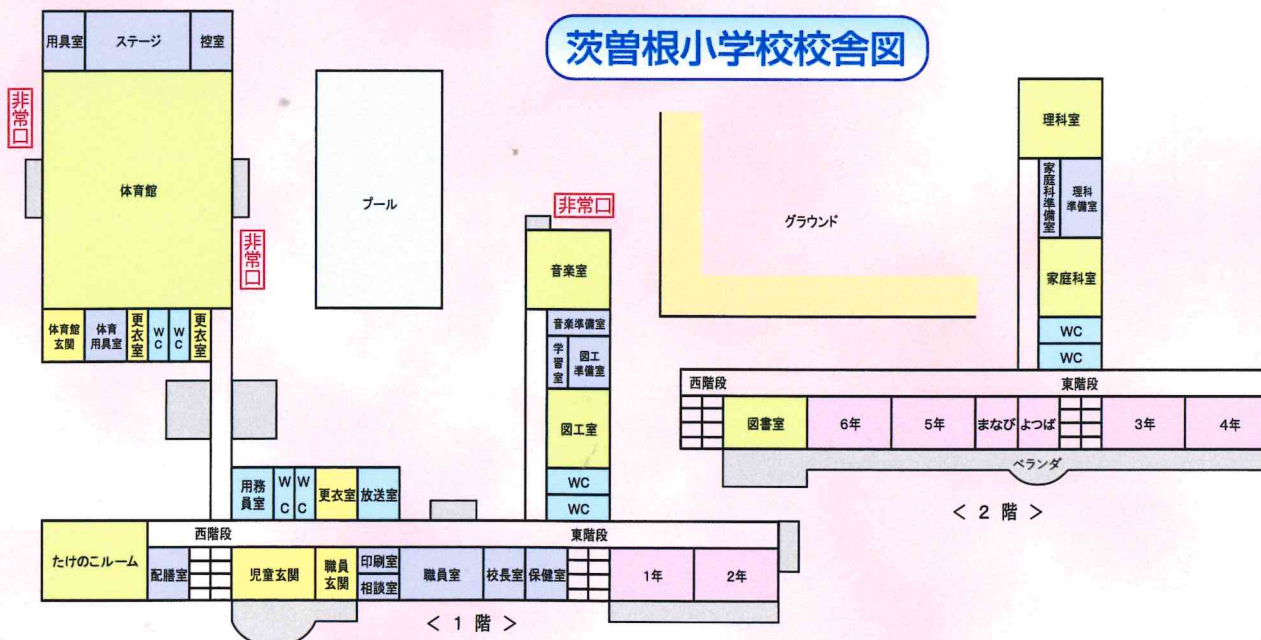 茨曽根小学校校舎図
用具室
ステージ
控室
非常口
体育館
非常口
プール
体育館
玄関
体育
用具室
更衣室
WC
WC
更衣室
非常口
音楽室
音楽準備室
学習室
図工
準備室
図工室
WC
WC
用務
員室
WC
WC
更衣室
放送室
西階段
東階段
たけのこルーム
配膳室
児童玄関
職員
玄関
印刷室
相談室
職員室
校長室
保健室
1年
2年
< 1 階 >
グラウンド
理科室
家庭科準備室
理科
準備室
家庭科室
WC
WC
西階段
東階段
図書室
6年
5年
まなび
よつば
3年
4年
ベランダ
< 2 階 >